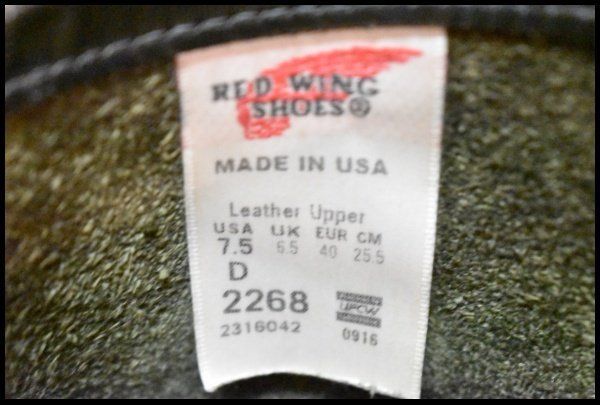 RED WING
SHOES®
MADE IN USA
Leather Upper
USA UK EUR CM
7.5 6.5 40 25.5
D
2268
UFCW
2316042 0916